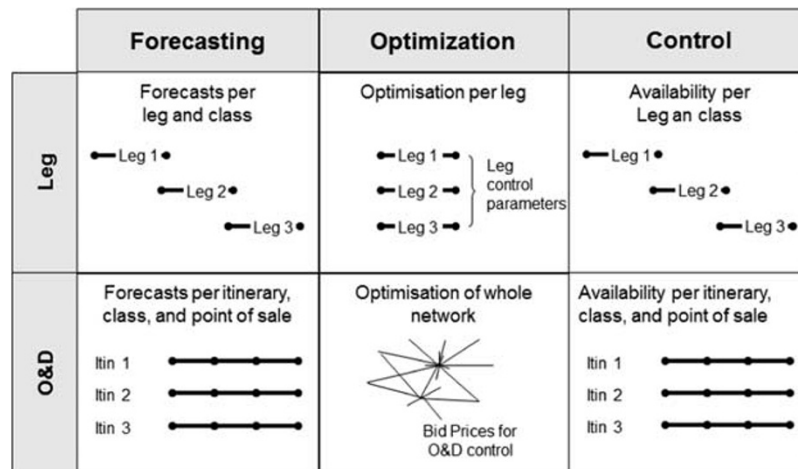 Forecasting
Optimization
Control
Leg
Forecasts per
leg and class
Leg 1
Leg 2
Leg 3
Optimisation per leg
Leg 1
Leg 2
Leg 3
Leg
control
parameters
Availability per
Leg an class
Leg 1
Leg 2
Leg 3
O&D
Forecasts per itinerary,
class, and point of sale
Itin 1
Itin 2
Itin 3
Optimisation of whole
network
Bid Prices for
O&D control
Availability per itinerary,
class, and point of sale
Itin 1
Itin 2
Itin 3